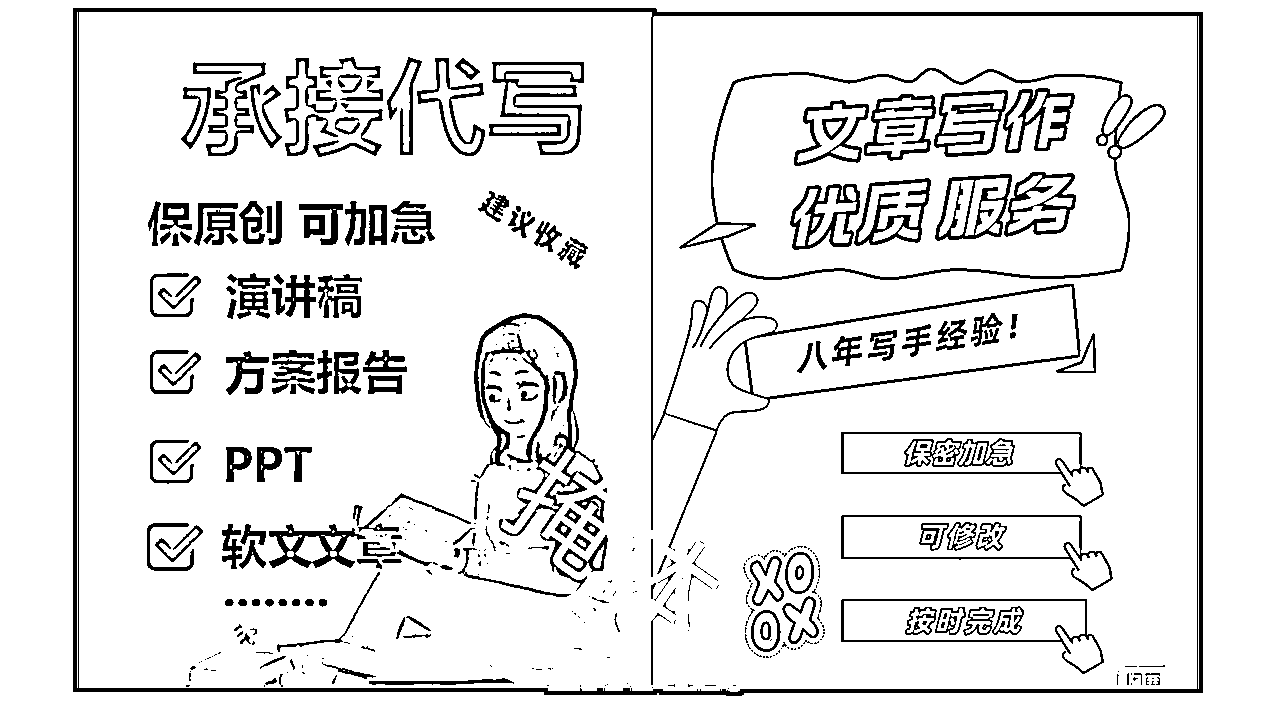 承接代写
保原创 可加急
建议收藏
演讲稿
方案报告
PPT
软文文章
........
文章写作
优质 服务
八年写手经验!
保密加急
可修改
按时完成
XO
OX